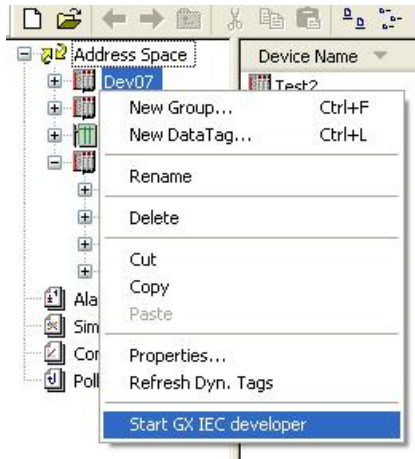 Address Space
Device Name
Dev07
Test2
New Group... Ctrl+F
New DataTag... Ctrl+L
Rename
Delete
Cut
Copy
Paste
Properties...
Refresh Dyn. Tags
Start GX IEC developer
Ala
Sim
Cor
Poll